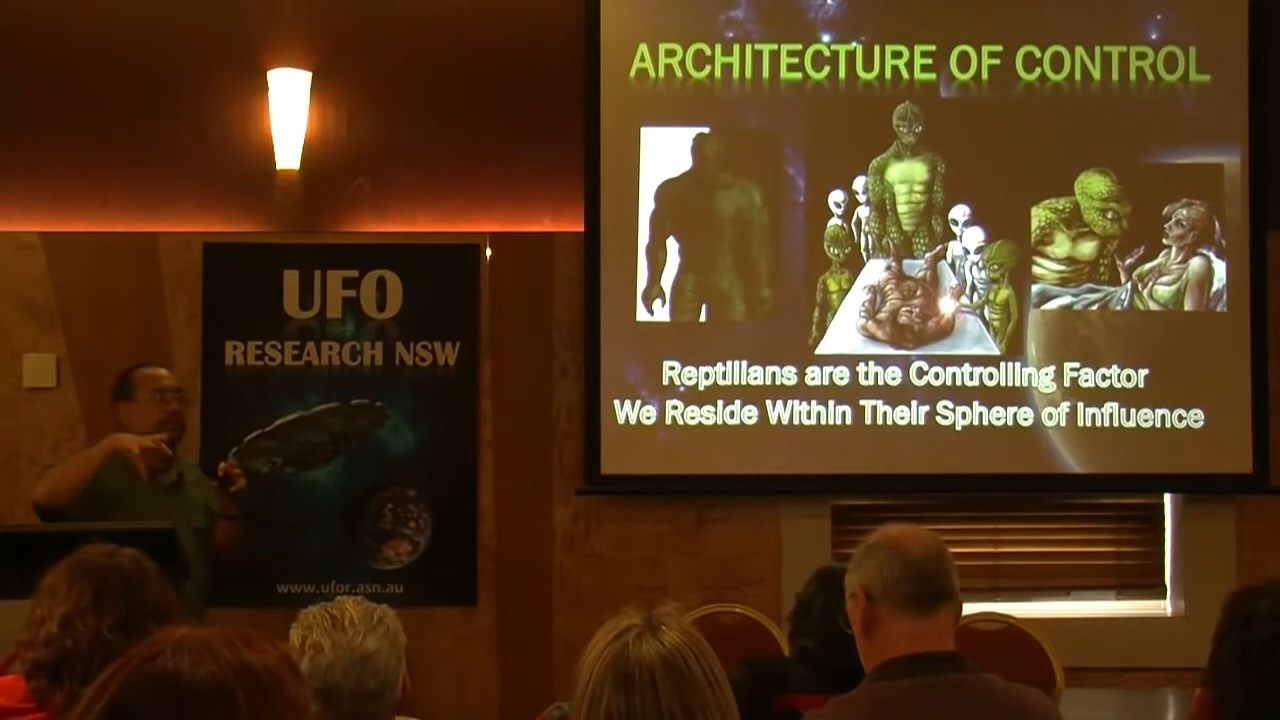 ARCHITECTURE OF CONTROL
Reptilians are the Controlling Factor
We Reside Within Their Sphere of Influence
UFO
RESEARCH NSW
www.ufor.asn.au